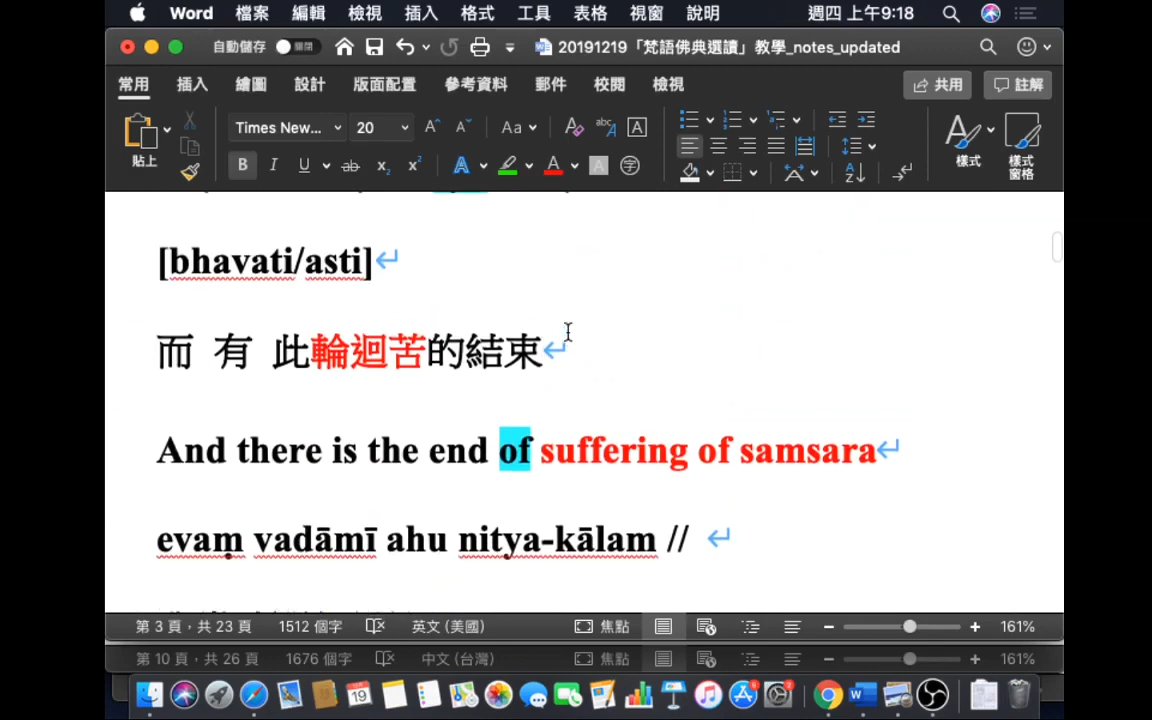 Word 檔案 編輯 檢視 插入 格式 工具 表格 視窗 說明 週四 上午9:18
自動儲存 關閉 20191219「梵語佛典選讀」教學_notes_updated
常用 插入 繪圖 設計 版面配置 參考資料 郵件 校閱 檢視 共用 註解
貼上 Times New... 20 Aa 樣式 樣式窗格
[bhavati/asti]
而 有 此輪迴苦的結束
And there is the end of suffering of samsara
evaṃ vadāmī ahu nitya-kālam //
第 3 頁，共 23 頁 1512 個字 英文 (美國) 焦點 161%
第 10 頁，共 26 頁 1676 個字 中文 (台灣) 焦點 161%